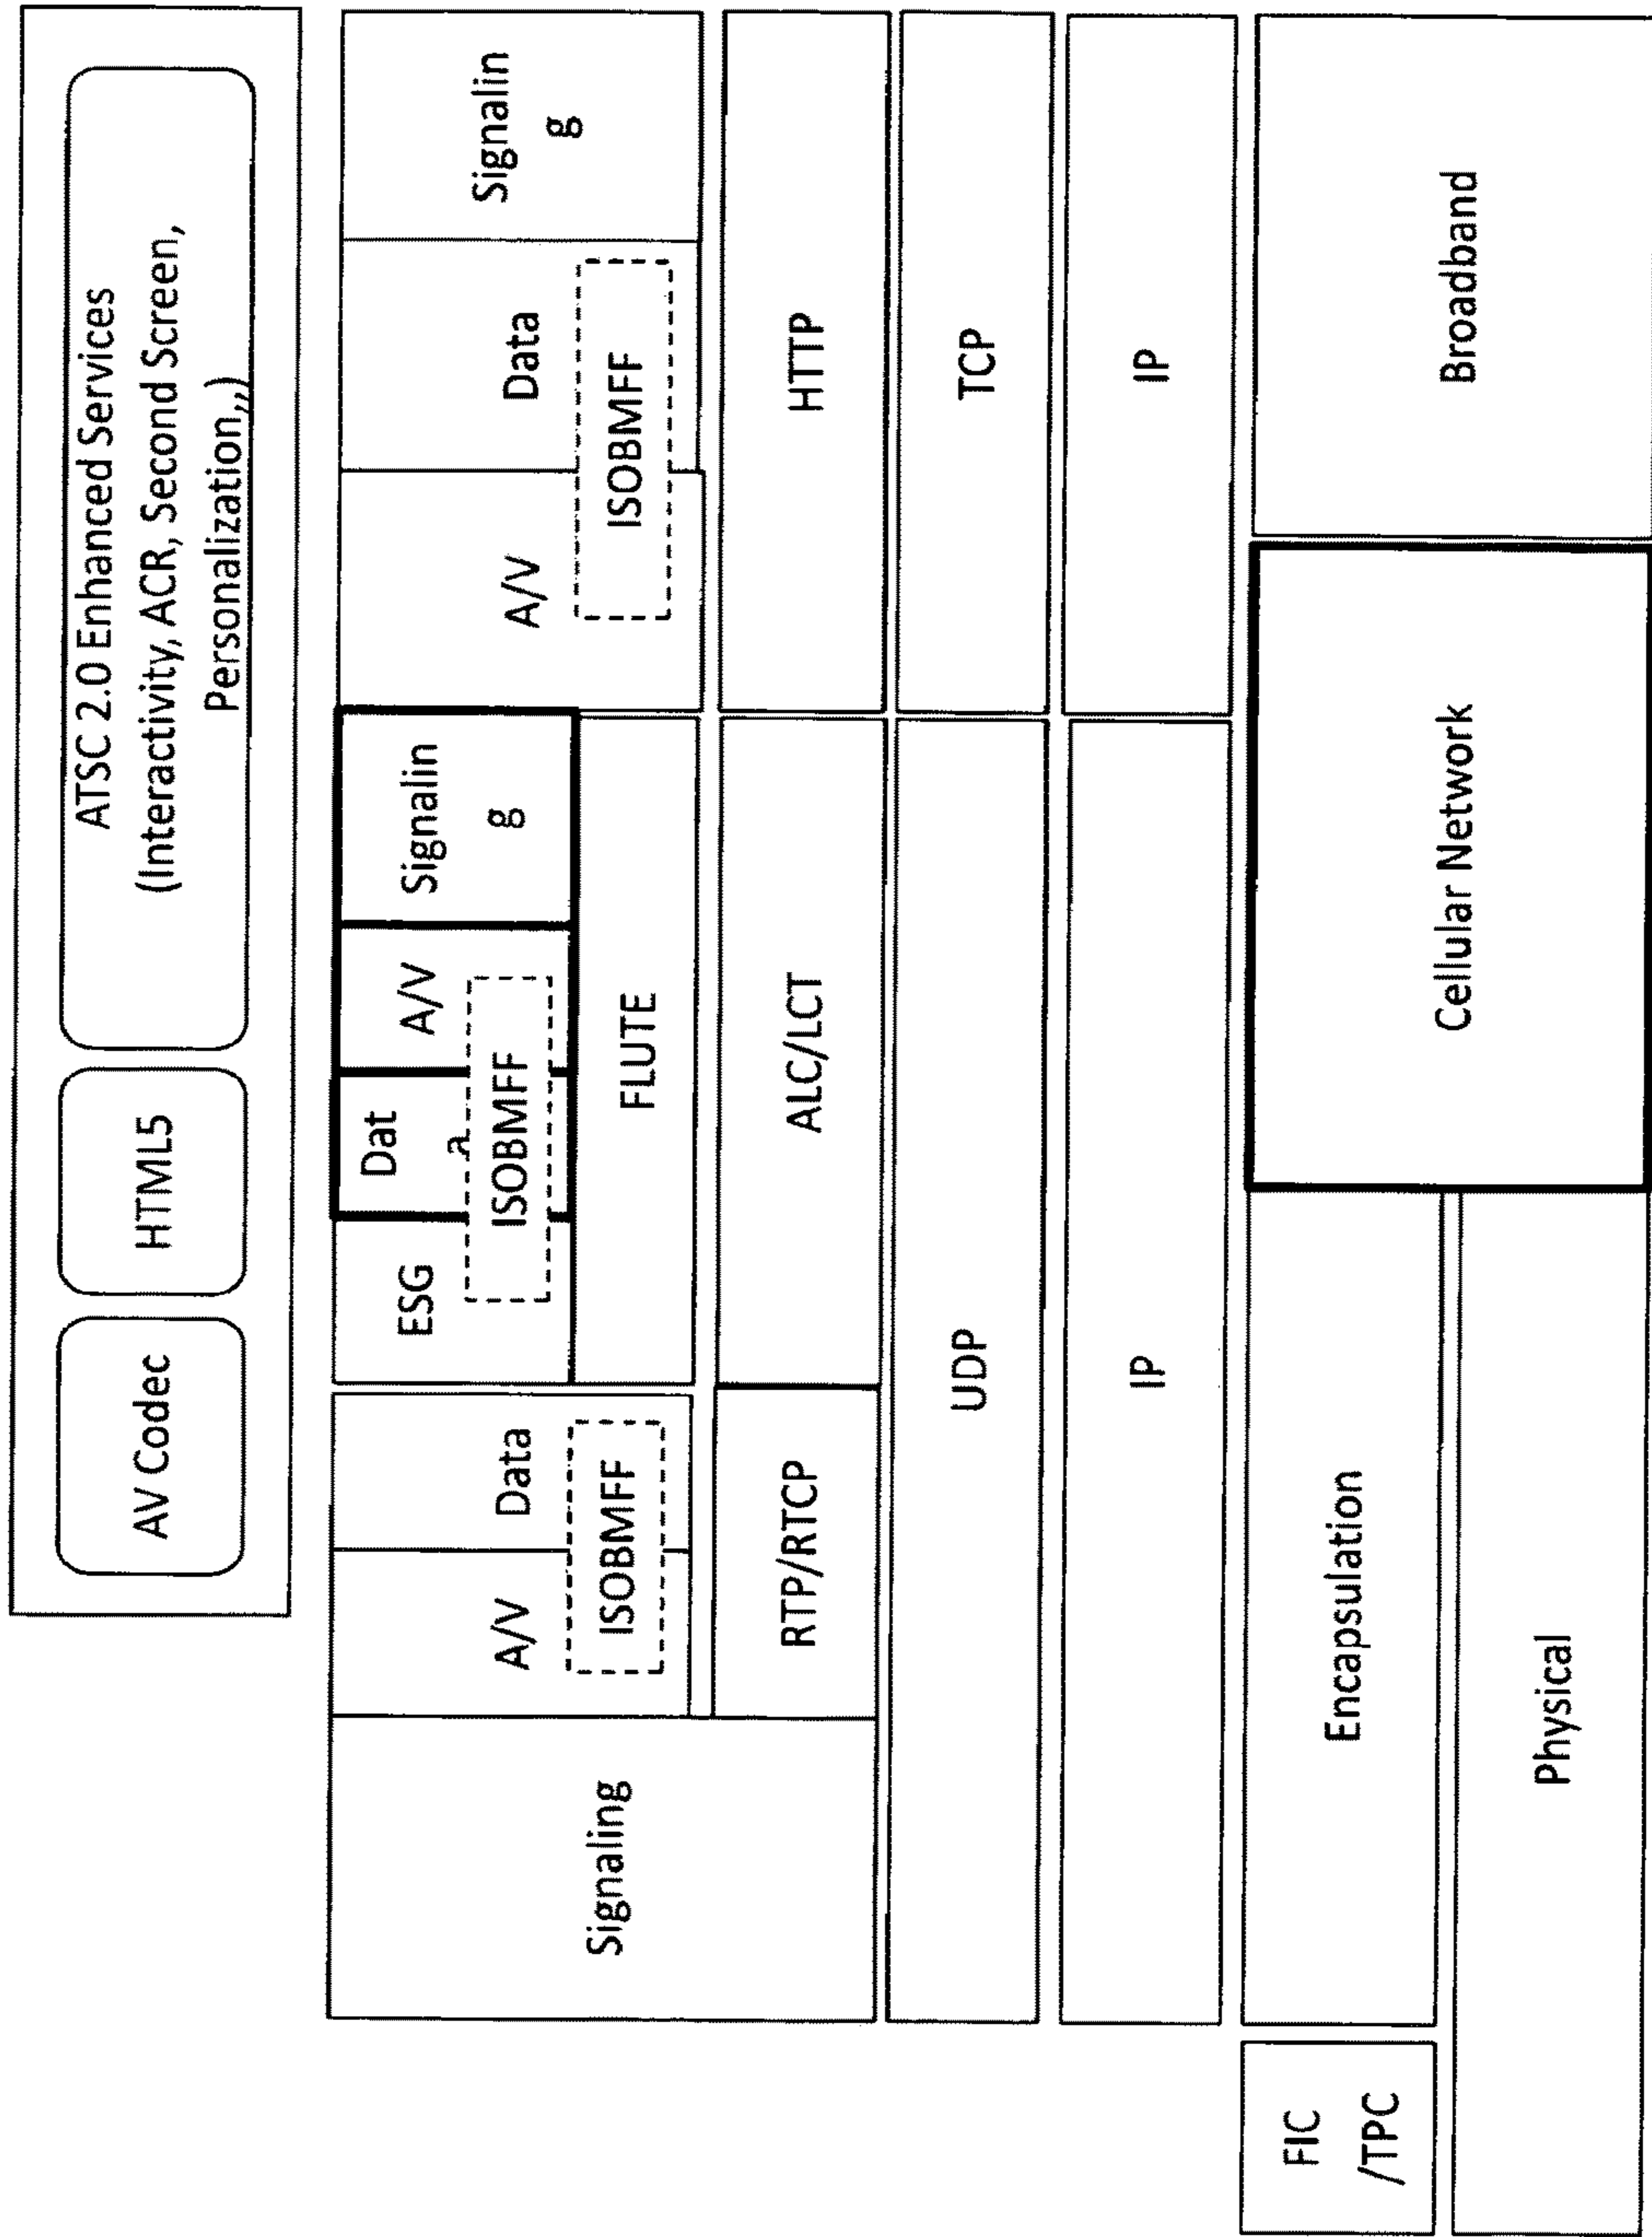 AV Codec
HTML5
ATSC 2.0 Enhanced Services
(Interactivity, ACR, Second Screen,
Personalization,,,)
Signaling
A/V
Data
ISOBMFF
ESG
Dat
a
A/V
ISOBMFF
Signalin
g
FLUTE
A/V
Data
ISOBMFF
Signalin
g
RTP/RTCP
ALC/LCT
HTTP
UDP
TCP
IP
IP
FIC
/TPC
Encapsulation
Physical
Cellular Network
Broadband